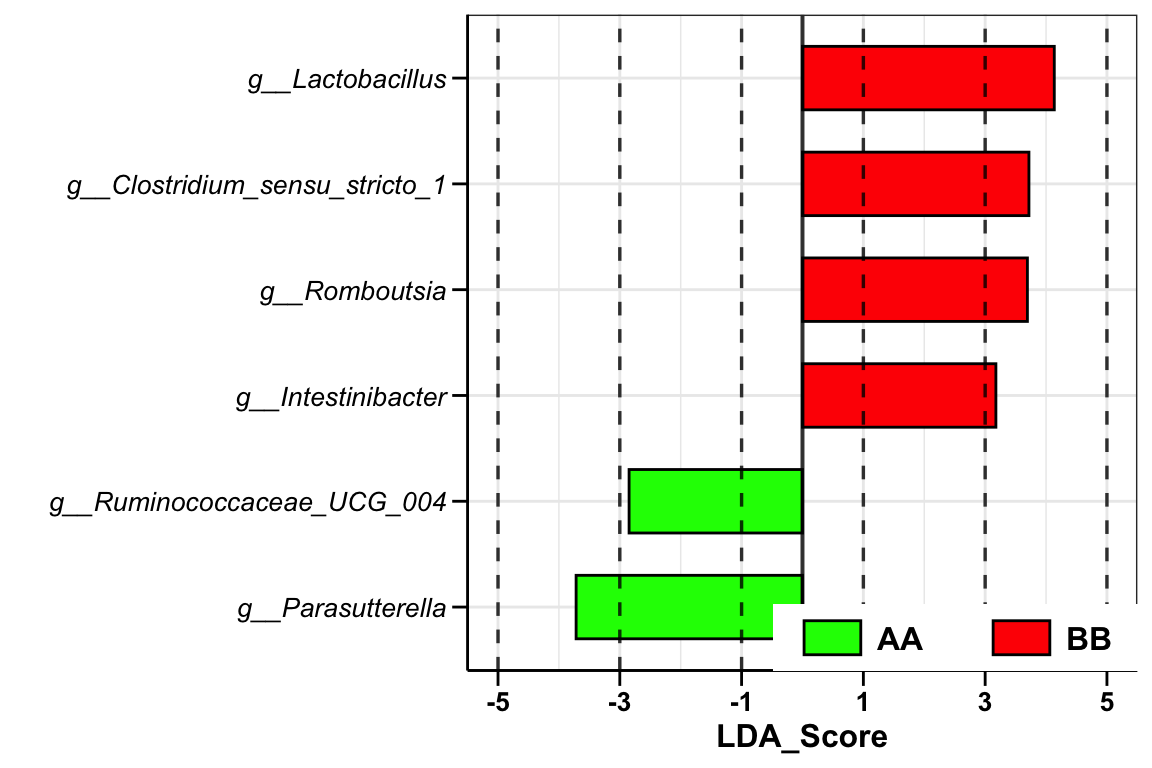 g__Lactobacillus
g__Clostridium_sensu_stricto_1
g__Romboutsia
g__Intestinibacter
g__Ruminococcaceae_UCG_004
g__Parasutterella
AA BB
-5 -3 -1 1 3 5
LDA_Score